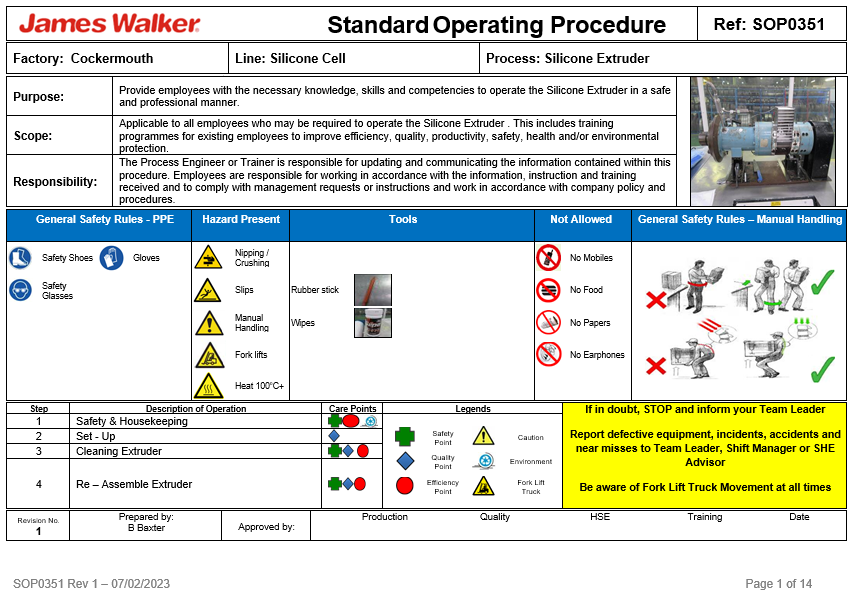 James Walker
Standard Operating Procedure
Ref: SOP0351
Factory: Cockermouth
Line: Silicone Cell
Process: Silicone Extruder
Purpose:
Provide employees with the necessary knowledge, skills and competencies to operate the Silicone Extruder in a safe
and professional manner.
Scope:
Applicable to all employees who may be required to operate the Silicone Extruder . This includes training
programmes for existing employees to improve efficiency, quality, productivity, safety, health and/or environmental
protection.
Responsibility:
The Process Engineer or Trainer is responsible for updating and communicating the information contained within this
procedure. Employees are responsible for working in accordance with the information, instruction and training
received and to comply with management requests or instructions and work in accordance with company policy and
procedures.
General Safety Rules - PPE
Hazard Present
Tools
Not Allowed
General Safety Rules – Manual Handling
Safety Shoes
Gloves
Safety
Glasses
Nipping /
Crushing
Slips
Manual
Handling
Fork lifts
Heat 100°C+
Rubber stick
Wipes
No Mobiles
No Food
No Papers
No Earphones
Step
Description of Operation
Care Points
Legends
1
Safety & Housekeeping
2
Set - Up
3
Cleaning Extruder
4
Re – Assemble Extruder
Safety
Point
Caution
Quality
Point
Environment
Efficiency
Point
Fork Lift
Truck
If in doubt, STOP and inform your Team Leader
Report defective equipment, incidents, accidents and
near misses to Team Leader, Shift Manager or SHE
Advisor
Be aware of Fork Lift Truck Movement at all times
Revision No.
1
Prepared by:
B Baxter
Approved by:
Production
Quality
HSE
Training
Date
SOP0351 Rev 1 – 07/02/2023
Page 1 of 14